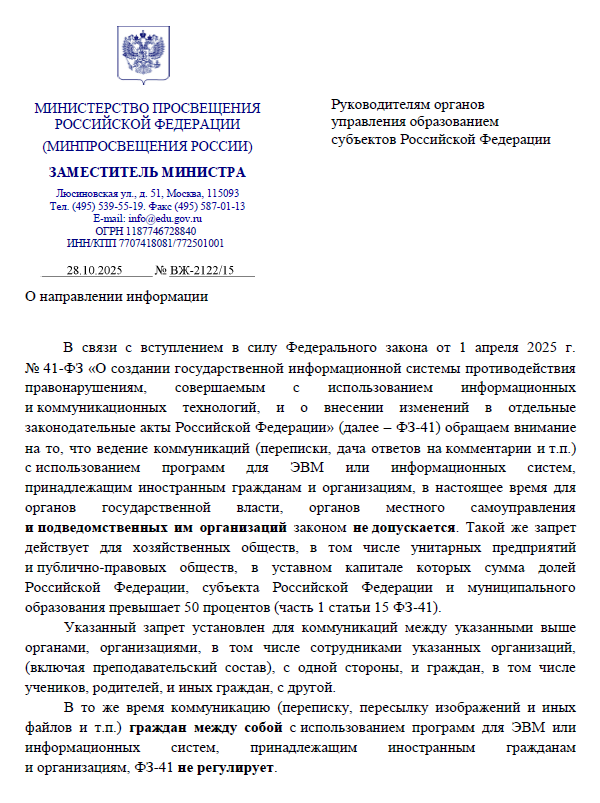 МИНИСТЕРСТВО ПРОСВЕЩЕНИЯ
РОССИЙСКОЙ ФЕДЕРАЦИИ
(МИНПРОСВЕЩЕНИЯ РОССИИ)
ЗАМЕСТИТЕЛЬ МИНИСТРА
Люсиновская ул., д. 51, Москва, 115093
Тел. (495) 539-55-19. Факс (495) 587-01-13
E-mail: info@edu.gov.ru
ОГРН 1187746728840
ИНН/КПП 7707418081/772501001
28.10.2025 № ВЖ-2122/15
Руководителям органов
управления образованием
субъектов Российской Федерации
О направлении информации
В связи с вступлением в силу Федерального закона от 1 апреля 2025 г.
№ 41-ФЗ «О создании государственной информационной системы противодействия
правонарушениям, совершаемым с использованием информационных
и коммуникационных технологий, и о внесении изменений в отдельные
законодательные акты Российской Федерации» (далее – ФЗ-41) обращаем внимание
на то, что ведение коммуникаций (переписки, дача ответов на комментарии и т.п.)
с использованием программ для ЭВМ или информационных систем,
принадлежащим иностранным гражданам и организациям, в настоящее время для
органов государственной власти, органов местного самоуправления
и подведомственных им организаций законом не допускается. Такой же запрет
действует для хозяйственных обществ, в том числе унитарных предприятий
и публично-правовых обществ, в уставном капитале которых сумма долей
Российской Федерации, субъекта Российской Федерации и муниципального
образования превышает 50 процентов (часть 1 статьи 15 ФЗ-41).
Указанный запрет установлен для коммуникаций между указанными выше
органами, организациями, в том числе сотрудниками указанных организаций,
(включая преподавательский состав), с одной стороны, и граждан, в том числе
учеников, родителей, и иных граждан, с другой.
В то же время коммуникацию (переписку, пересылку изображений и иных
файлов и т.п.) граждан между собой с использованием программ для ЭВМ или
информационных систем, принадлежащим иностранным гражданам
и организациям, ФЗ-41 не регулирует.